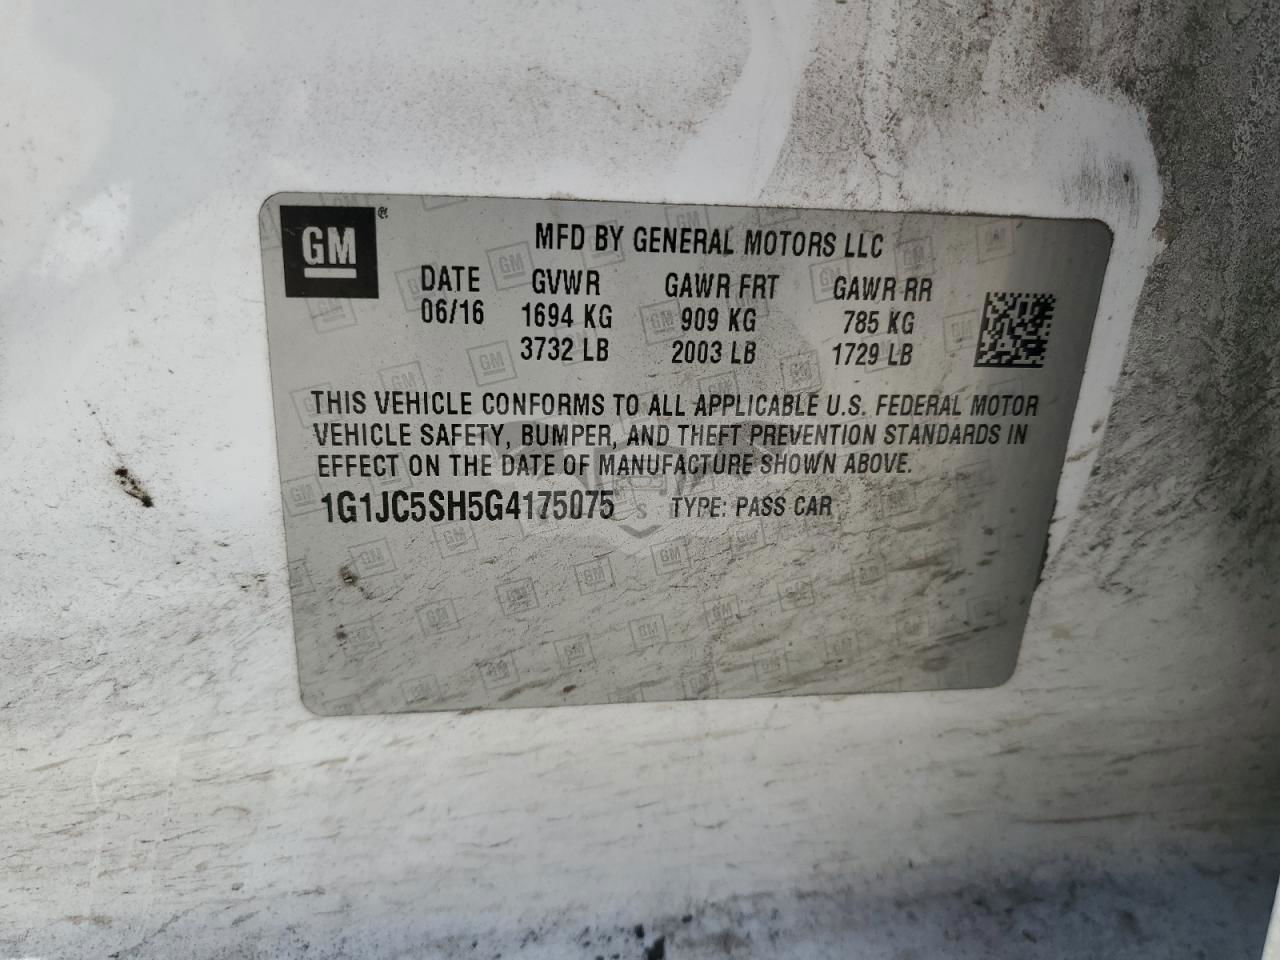 GM
MFD BY GENERAL MOTORS LLC
DATE GVWR GAWR FRT GAWR RR
06/16 1694 KG 909 KG 785 KG
3732 LB 2003 LB 1729 LB
THIS VEHICLE CONFORMS TO ALL APPLICABLE U.S. FEDERAL MOTOR
VEHICLE SAFETY, BUMPER, AND THEFT PREVENTION STANDARDS IN
EFFECT ON THE DATE OF MANUFACTURE SHOWN ABOVE.
1G1JC5SH5G4175075 TYPE: PASS CAR